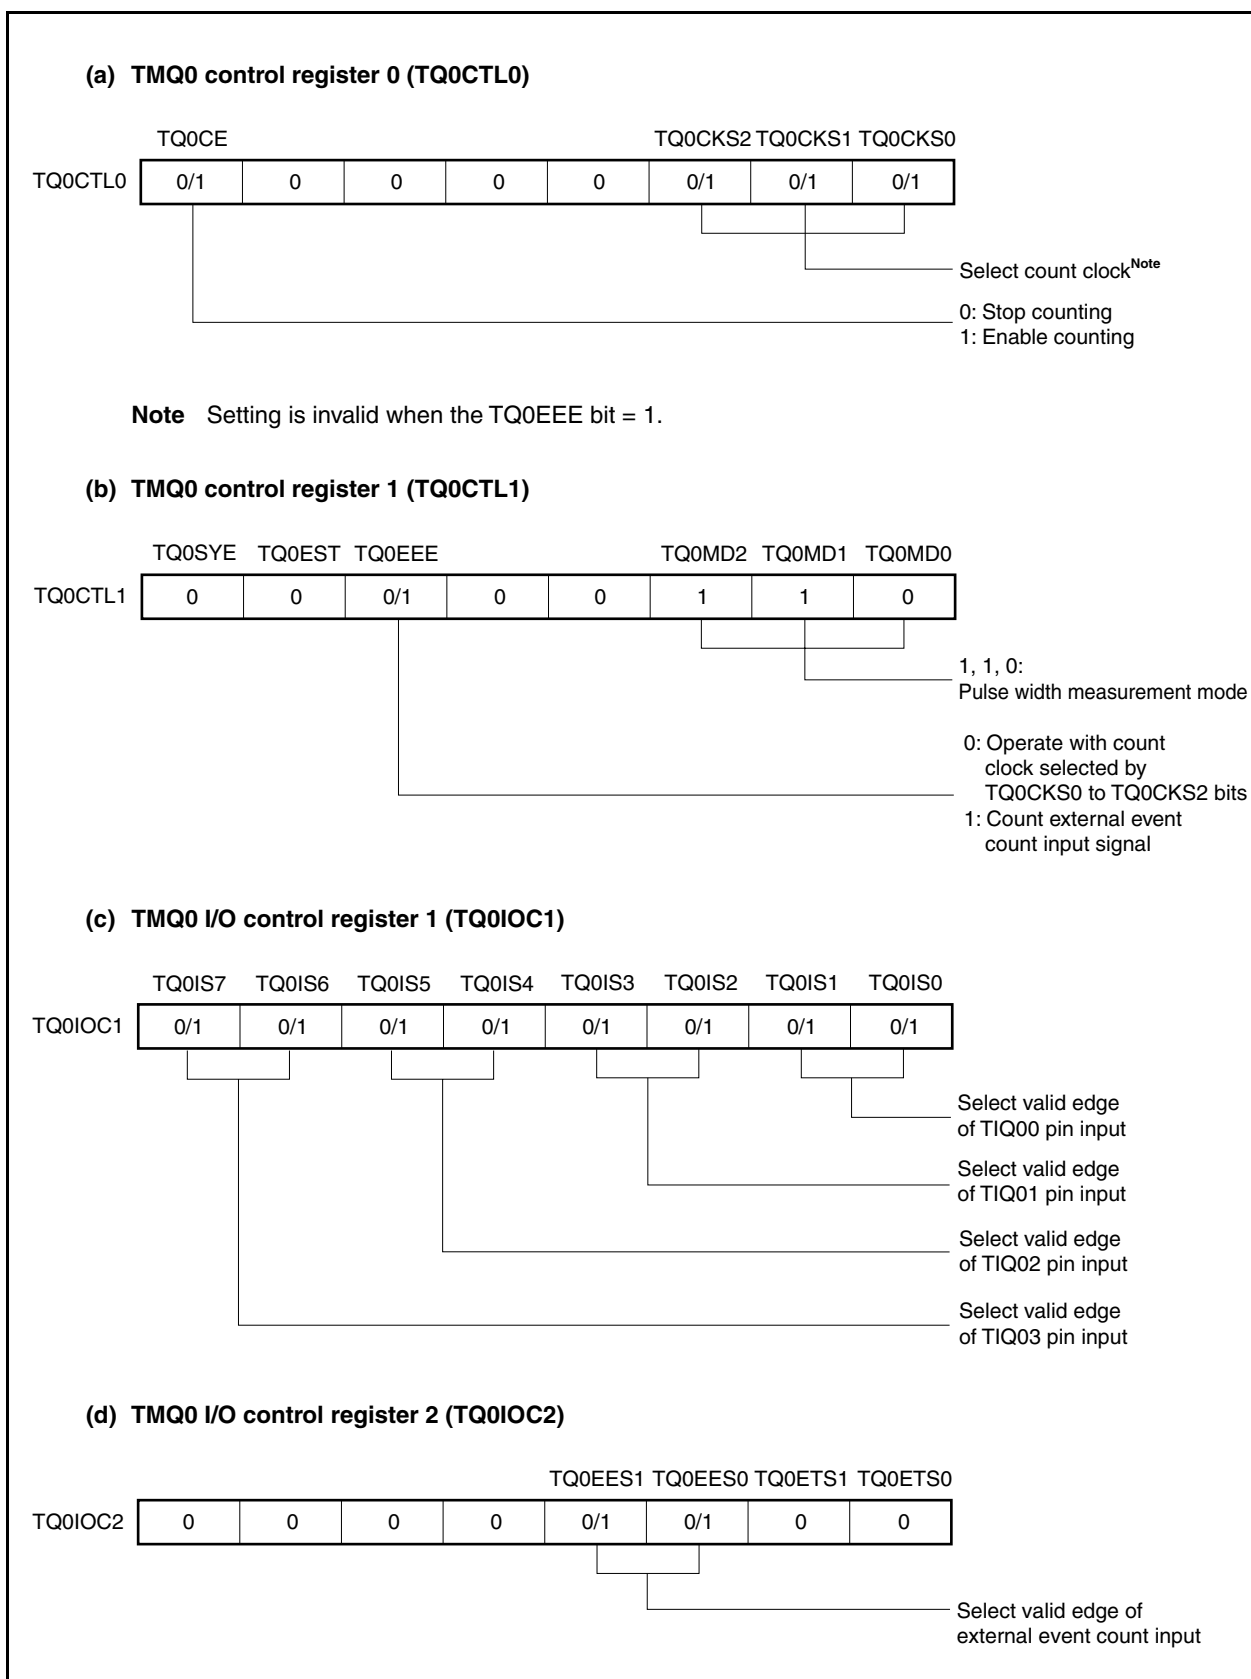 (a) TMQ0 control register 0 (TQ0CTL0)
TQ0CE TQ0CKS2 TQ0CKS1 TQ0CKS0
TQ0CTL0 0/1 0 0 0 0 0/1 0/1 0/1
Select count clockNote
0: Stop counting
1: Enable counting
Note Setting is invalid when the TQ0EEE bit = 1.
(b) TMQ0 control register 1 (TQ0CTL1)
TQ0SYE TQ0EST TQ0EEE TQ0MD2 TQ0MD1 TQ0MD0
TQ0CTL1 0 0 0/1 0 0 1 1 0
1, 1, 0:
Pulse width measurement mode
0: Operate with count
clock selected by
TQ0CKS0 to TQ0CKS2 bits
1: Count external event
count input signal
(c) TMQ0 I/O control register 1 (TQ0IOC1)
TQ0IS7 TQ0IS6 TQ0IS5 TQ0IS4 TQ0IS3 TQ0IS2 TQ0IS1 TQ0IS0
TQ0IOC1 0/1 0/1 0/1 0/1 0/1 0/1 0/1 0/1
Select valid edge
of TIQ00 pin input
Select valid edge
of TIQ01 pin input
Select valid edge
of TIQ02 pin input
Select valid edge
of TIQ03 pin input
(d) TMQ0 I/O control register 2 (TQ0IOC2)
TQ0EES1 TQ0EES0 TQ0ETS1 TQ0ETS0
TQ0IOC2 0 0 0 0 0/1 0/1 0 0
Select valid edge of
external event count input